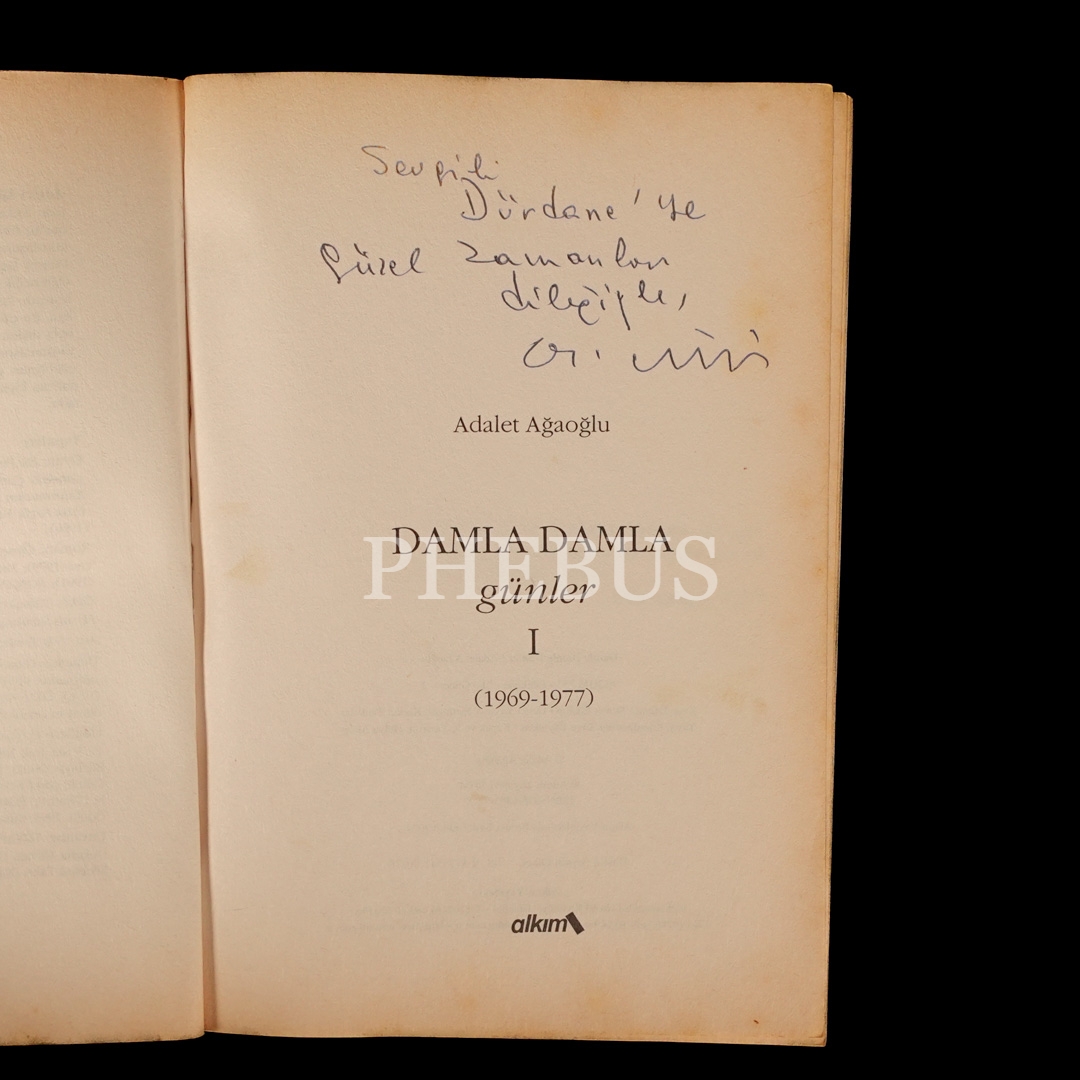 Sevgili
Dürdane'ye
güzel zamanlar
dileğiyle,
Adalet Ağaoğlu
DAMLA DAMLA
PHEBUS
günler
I
(1969-1977)
alkım